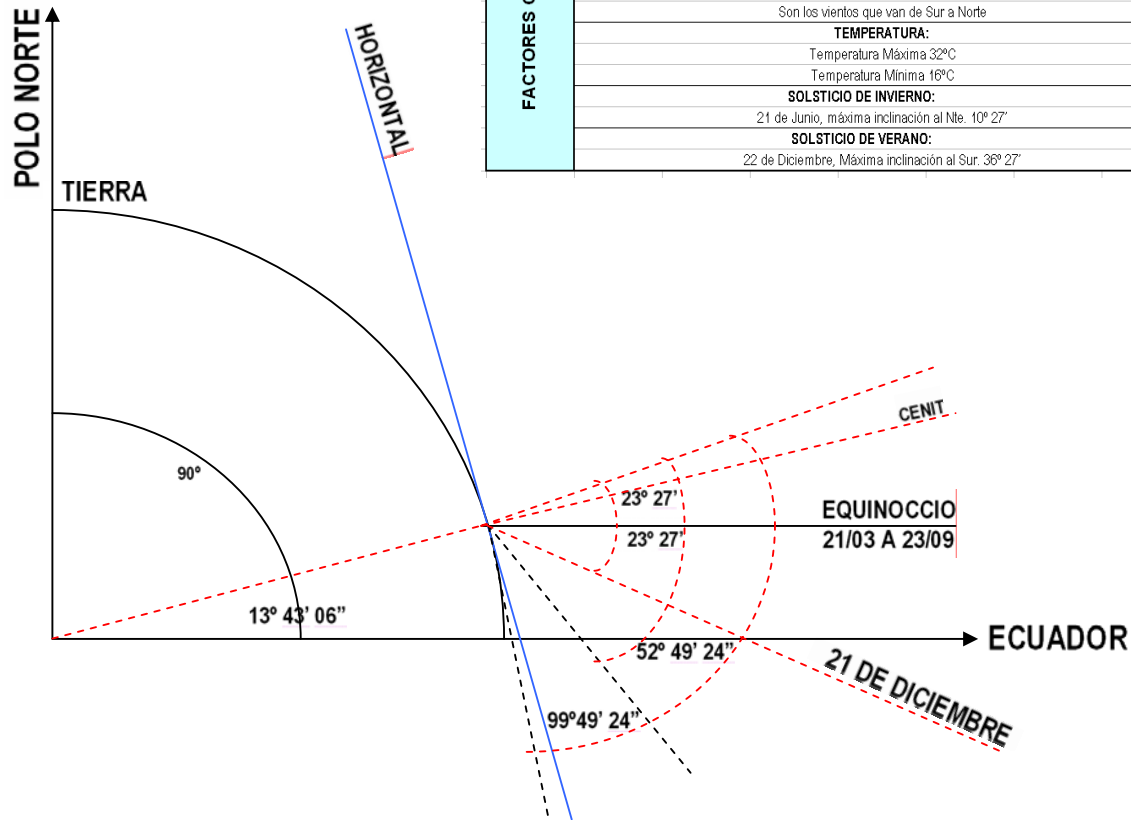 POLO NORTE
TIERRA
HORIZONTAL
FACTORES
Son los vientos que van de Sur a Norte
TEMPERATURA:
Temperatura Máxima 32ºC
Temperatura Mínima 16ºC
SOLSTICIO DE INVIERNO:
21 de Junio, máxima inclinación al Nte. 10º 27'
SOLSTICIO DE VERANO:
22 de Diciembre, Máxima inclinación al Sur. 36º 27'
CENIT
90º
23º 27'
EQUINOCCIO
23º 27'
21/03 A 23/09
13º 43' 06”
ECUADOR
52º 49' 24”
21 DE DICIEMBRE
99º49' 24”